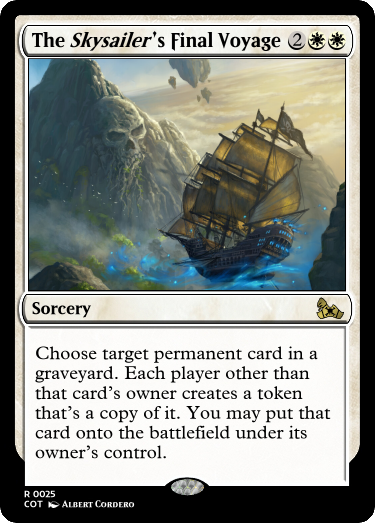 The Skysailer's Final Voyage 2
Sorcery
Choose target permanent card in a
graveyard. Each player other than
that card's owner creates a token
that's a copy of it. You may put that
card onto the battlefield under its
owner's control.
R 0025
COT Albert Cordero